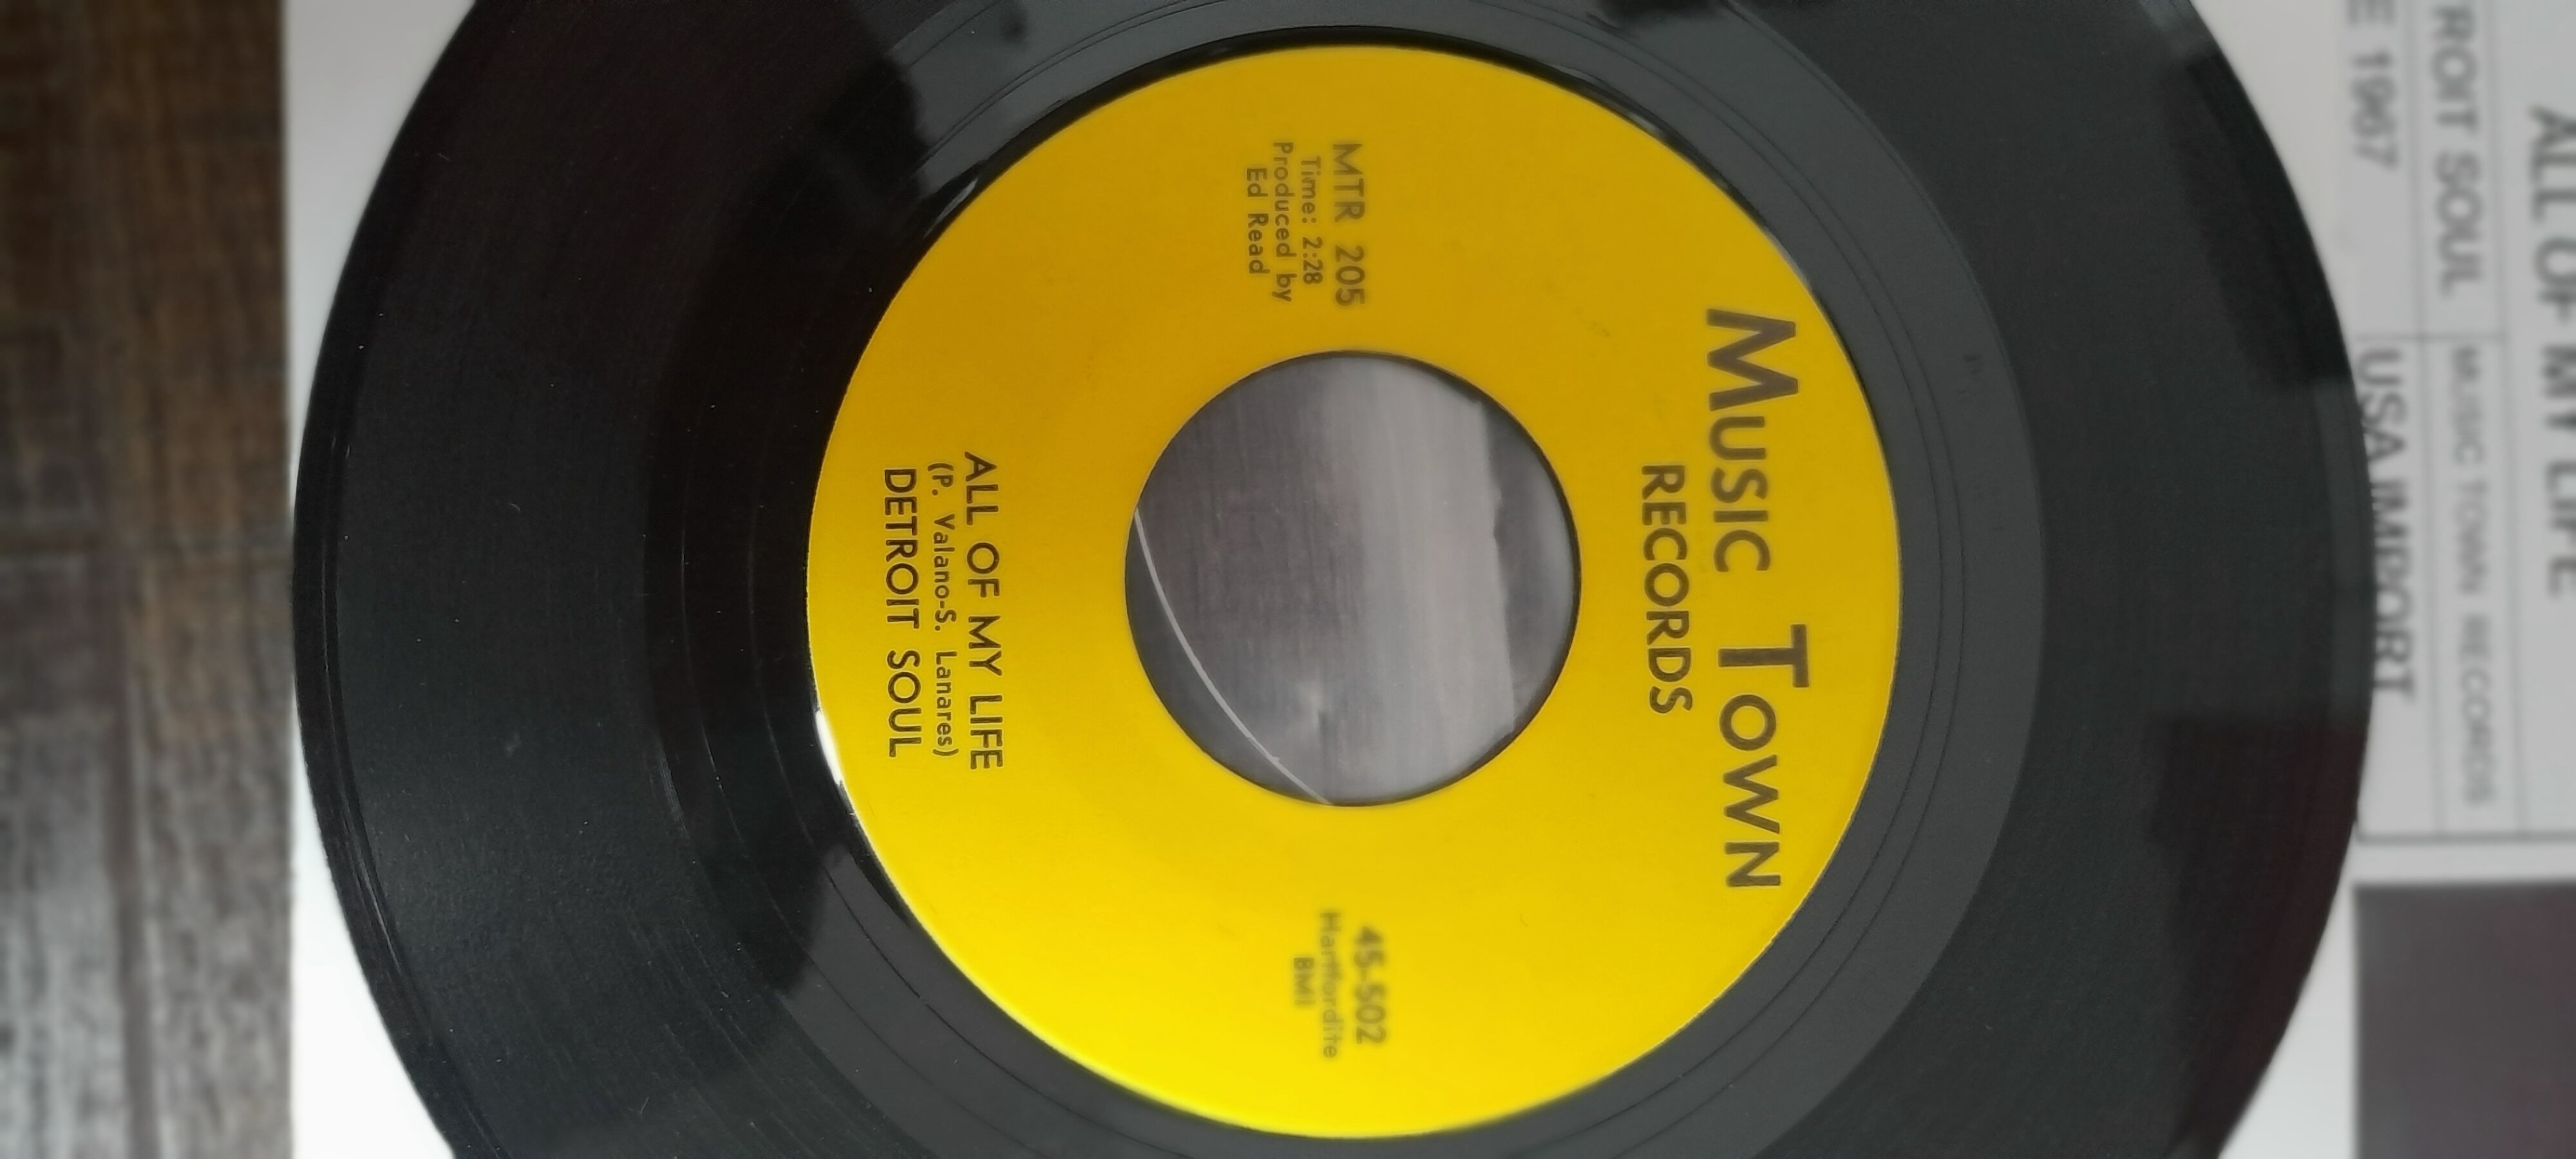 Music Town
RECORDS
MTR 205
Time: 2:28
Produced by
Ed Read
45-502
Hartfordite
BMI
ALL OF MY LIFE
(P. Valano-S. Lanares)
DETROIT SOUL
ALL OF MY LIFE
TROIT SOUL
MUSIC TOWN RECORDS
E 1967
USA IMPORT